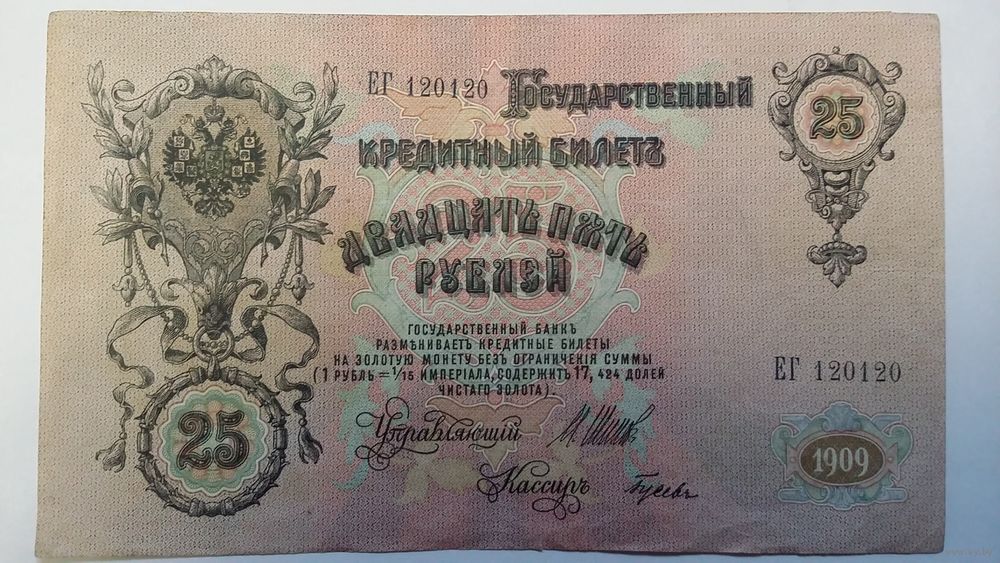 ЕГ 120120 Государственный
25
Кредитный Билетъ
Двадцать пять
рублей
25
ГОСУДАРСТВЕННЫЙ БАНКЪ
РАЗМѢНИВАЕТЪ КРЕДИТНЫЕ БИЛЕТЫ
НА ЗОЛОТУЮ МОНЕТУ БЕЗЪ ОГРАНИЧЕНІЯ СУММЫ
(1 РУБЛЬ = 1/15 ИМПЕРІАЛА, СОДЕРЖИТЪ 17, 424 ДОЛЕЙ
ЧИСТАГО ЗОЛОТА).
ЕГ 120120
25
Управляющій И. Шипов
1909
Кассиръ Гусевъ